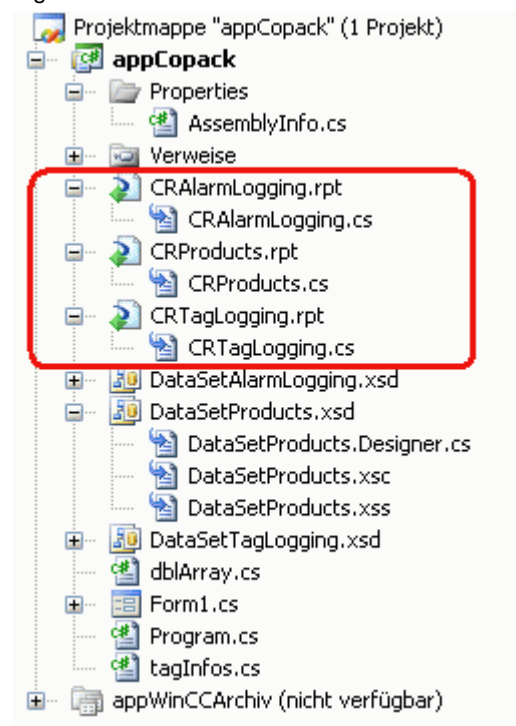 Projektmappe "appCopack" (1 Projekt)
appCopack
Properties
AssemblyInfo.cs
Verweise
CRAlarmLogging.rpt
CRAlarmLogging.cs
CRProducts.rpt
CRProducts.cs
CRTagLogging.rpt
CRTagLogging.cs
DataSetAlarmLogging.xsd
DataSetProducts.xsd
DataSetProducts.Designer.cs
DataSetProducts.xsc
DataSetProducts.xss
DataSetTagLogging.xsd
dblArray.cs
Form1.cs
Program.cs
tagInfos.cs
appWinCCArchiv (nicht verfügbar)